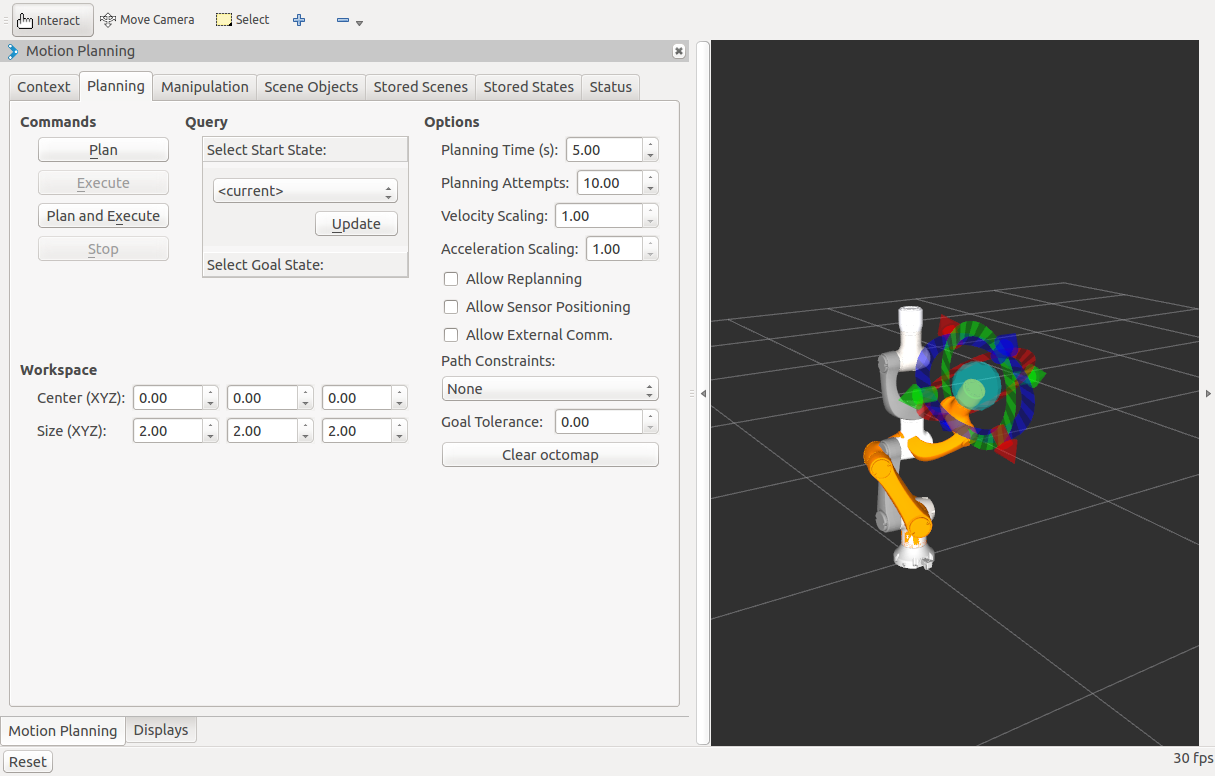 Interact Move Camera Select
Motion Planning
Context Planning Manipulation Scene Objects Stored Scenes Stored States Status
Commands
Plan
Execute
Plan and Execute
Stop
Query
Select Start State:
<current>
Update
Select Goal State:
Options
Planning Time (s): 5.00
Planning Attempts: 10.00
Velocity Scaling: 1.00
Acceleration Scaling: 1.00
Allow Replanning
Allow Sensor Positioning
Allow External Comm.
Path Constraints:
None
Goal Tolerance: 0.00
Clear octomap
Workspace
Center (XYZ): 0.00 0.00 0.00
Size (XYZ): 2.00 2.00 2.00
Motion Planning Displays
Reset
30 fps